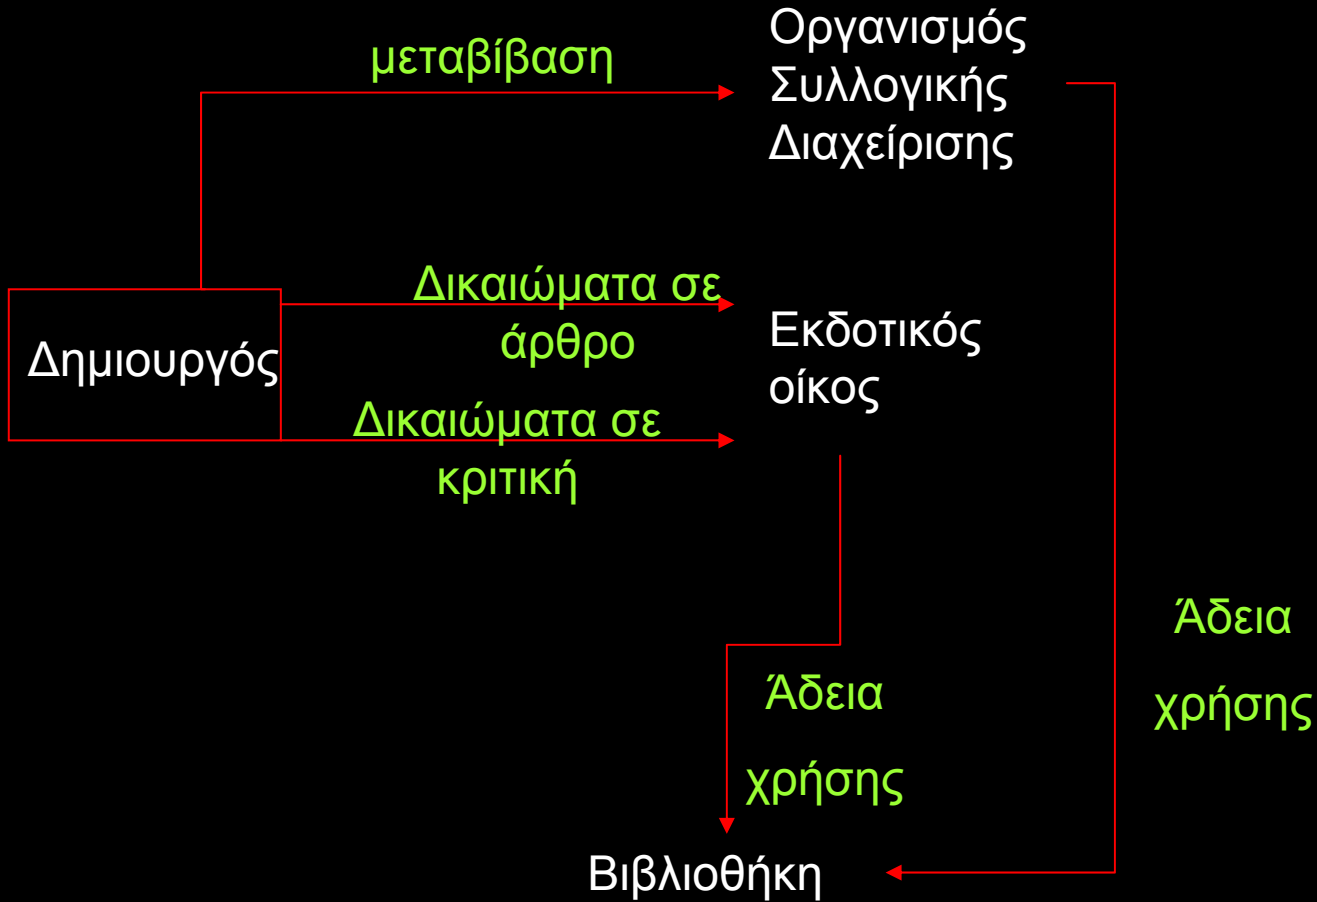 μεταβίβαση
Οργανισμός
Συλλογικής
Διαχείρισης
Δικαιώματα σε
άρθρο
Δημιουργός
Εκδοτικός
οίκος
Δικαιώματα σε
κριτική
Άδεια
χρήσης
Άδεια
χρήσης
Βιβλιοθήκη